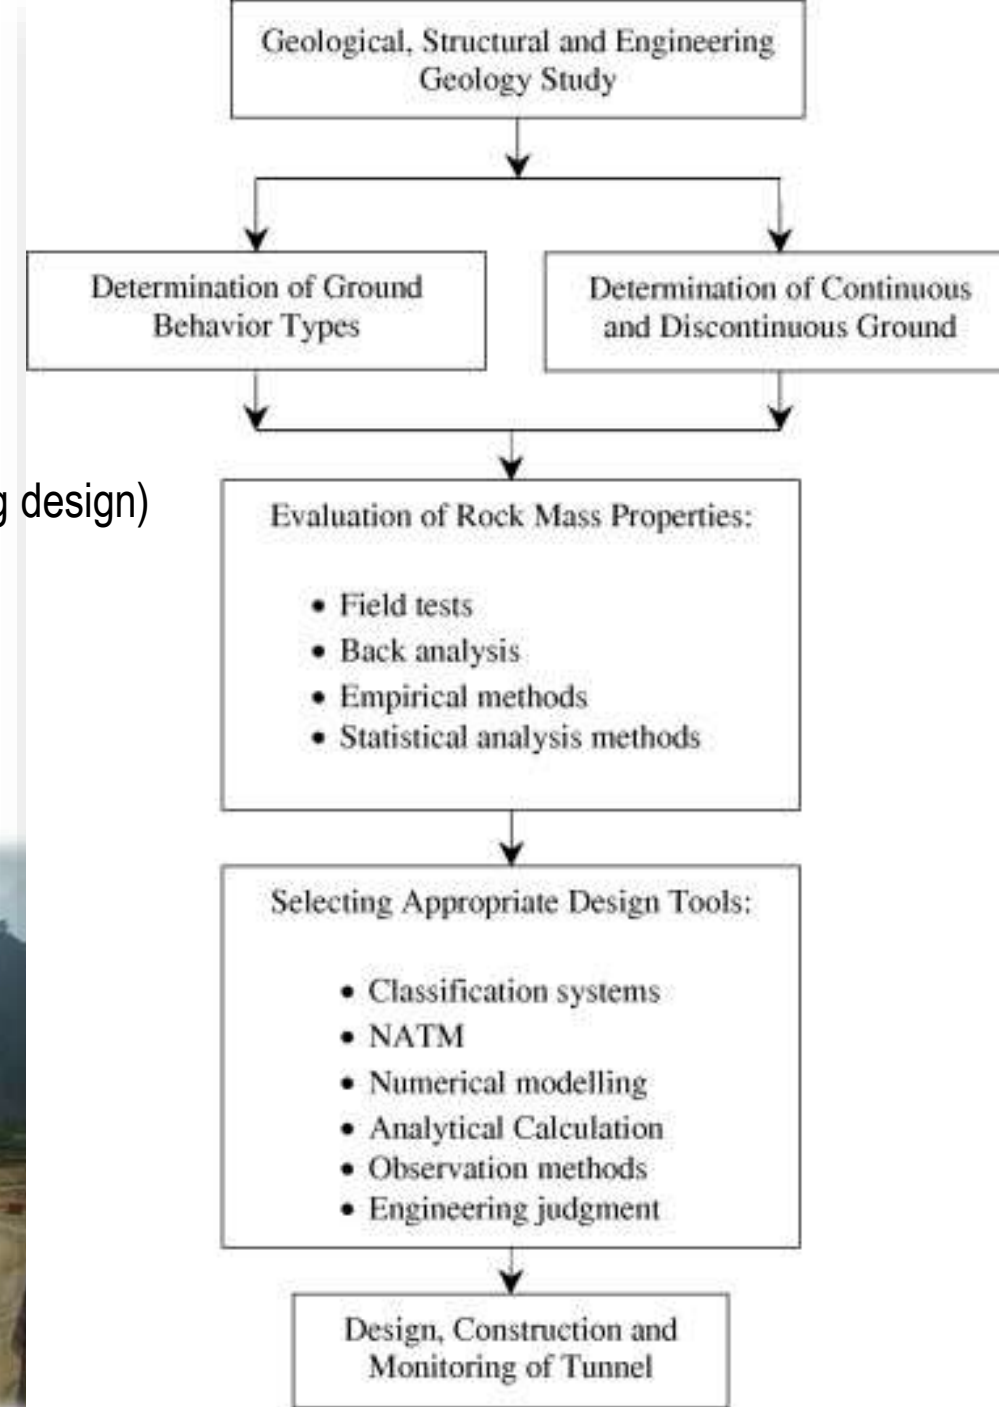 Geological, Structural and Engineering
Geology Study
Determination of Ground
Behavior Types
Determination of Continuous
and Discontinuous Ground
design)
Evaluation of Rock Mass Properties:
• Field tests
• Back analysis
• Empirical methods
• Statistical analysis methods
Selecting Appropriate Design Tools:
• Classification systems
• NATM
• Numerical modelling
• Analytical Calculation
• Observation methods
• Engineering judgment
Design, Construction and
Monitoring of Tunnel